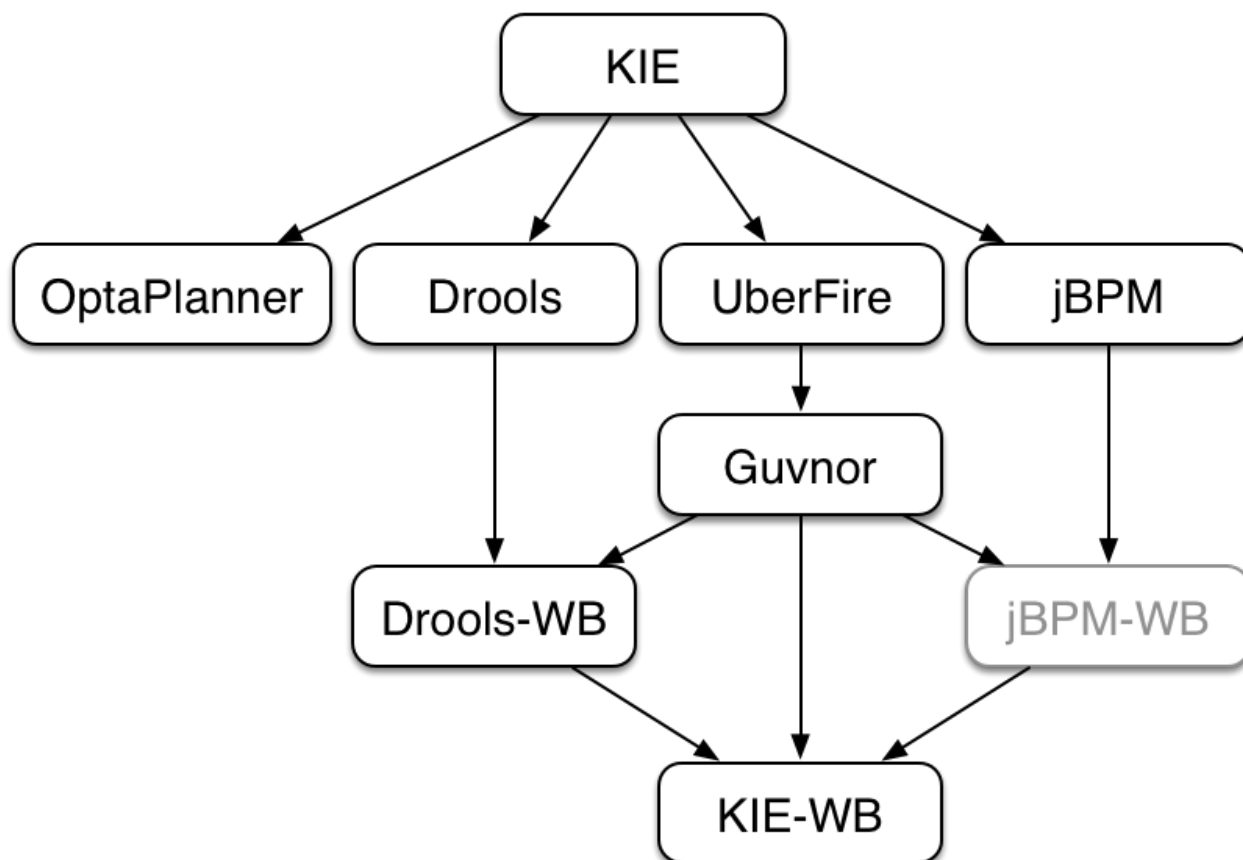 KIE
OptaPlanner
Drools
UberFire
jBPM
Guvnor
Drools-WB
jBPM-WB
KIE-WB